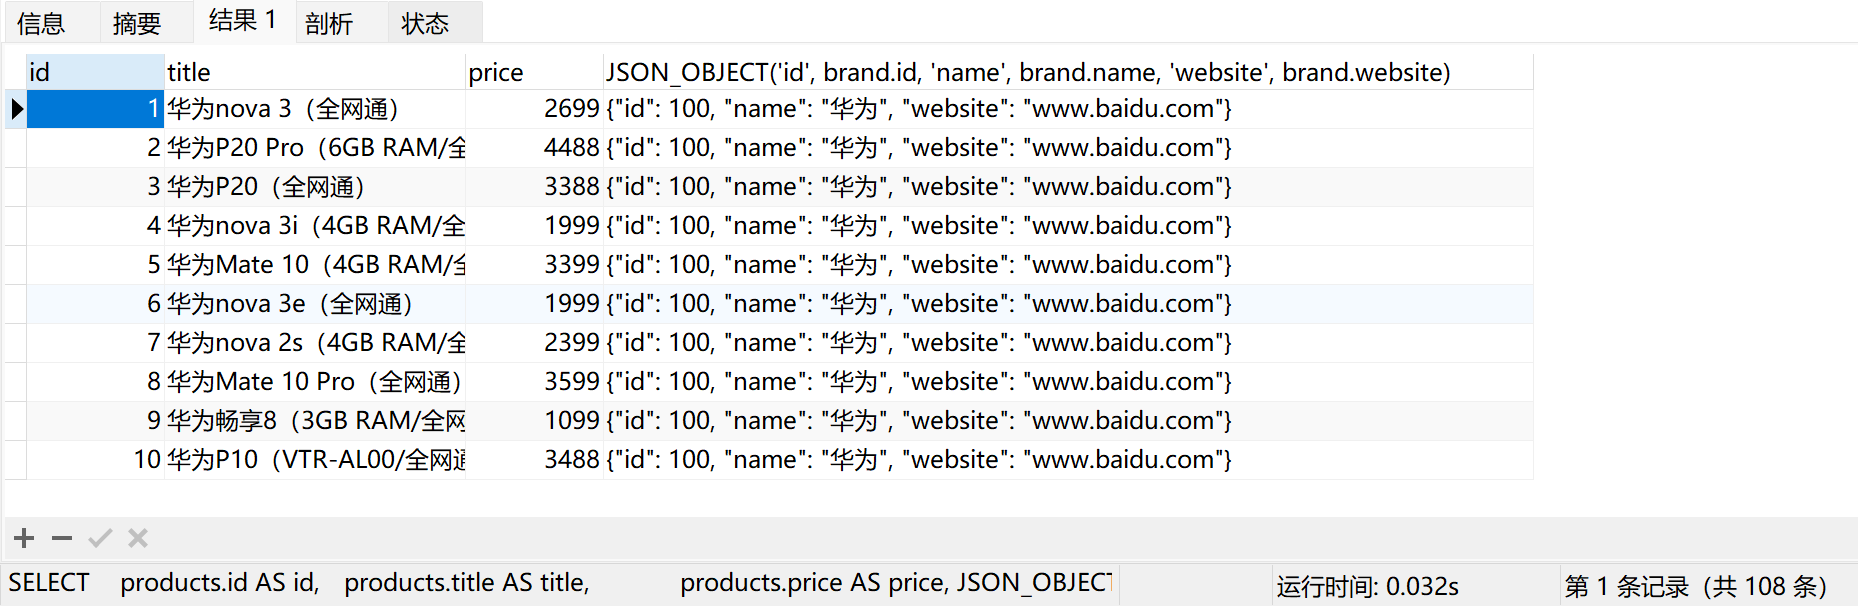 信息 摘要 结果 1 剖析 状态
id title price JSON_OBJECT('id', brand.id, 'name', brand.name, 'website', brand.website)
1 华为nova 3（全网通） 2699 {"id": 100, "name": "华为", "website": "www.baidu.com"}
2 华为P20 Pro（6GB RAM/全 4488 {"id": 100, "name": "华为", "website": "www.baidu.com"}
3 华为P20（全网通） 3388 {"id": 100, "name": "华为", "website": "www.baidu.com"}
4 华为nova 3i（4GB RAM/全 1999 {"id": 100, "name": "华为", "website": "www.baidu.com"}
5 华为Mate 10（4GB RAM/全 3399 {"id": 100, "name": "华为", "website": "www.baidu.com"}
6 华为nova 3e（全网通） 1999 {"id": 100, "name": "华为", "website": "www.baidu.com"}
7 华为nova 2s（4GB RAM/全 2399 {"id": 100, "name": "华为", "website": "www.baidu.com"}
8 华为Mate 10 Pro（全网通） 3599 {"id": 100, "name": "华为", "website": "www.baidu.com"}
9 华为畅享8（3GB RAM/全网 1099 {"id": 100, "name": "华为", "website": "www.baidu.com"}
10 华为P10（VTR-AL00/全网通 3488 {"id": 100, "name": "华为", "website": "www.baidu.com"}
SELECT products.id AS id, products.title AS title, products.price AS price, JSON_OBJECT 运行时间: 0.032s 第 1 条记录（共 108 条）